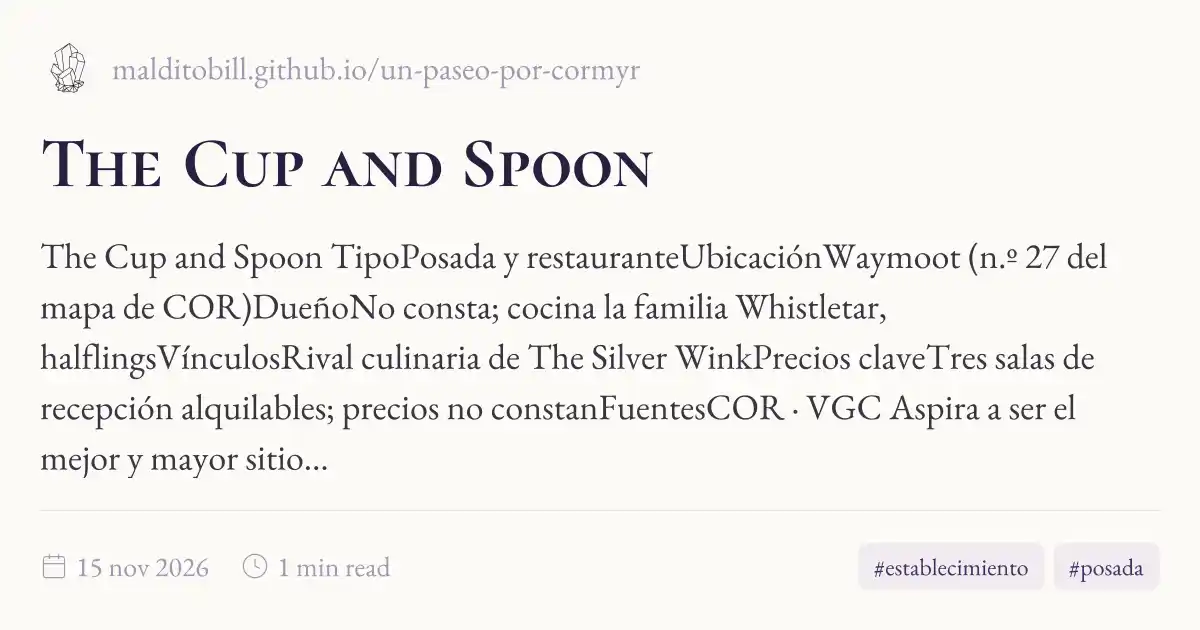 malditobill.github.io/un-paseo-por-cormyr
The Cup and Spoon
The Cup and Spoon TipoPosada y restauranteUbicaciónWaymoot (n.º 27 del
mapa de COR)DueñoNo consta; cocina la familia Whistletar,
halflingsVínculosRival culinaria de The Silver WinkPrecios claveTres salas de
recepción alquilables; precios no constanFuentesCOR · VGC Aspira a ser el
mejor y mayor sitio...
15 nov 2026 1 min read #establecimiento #posada